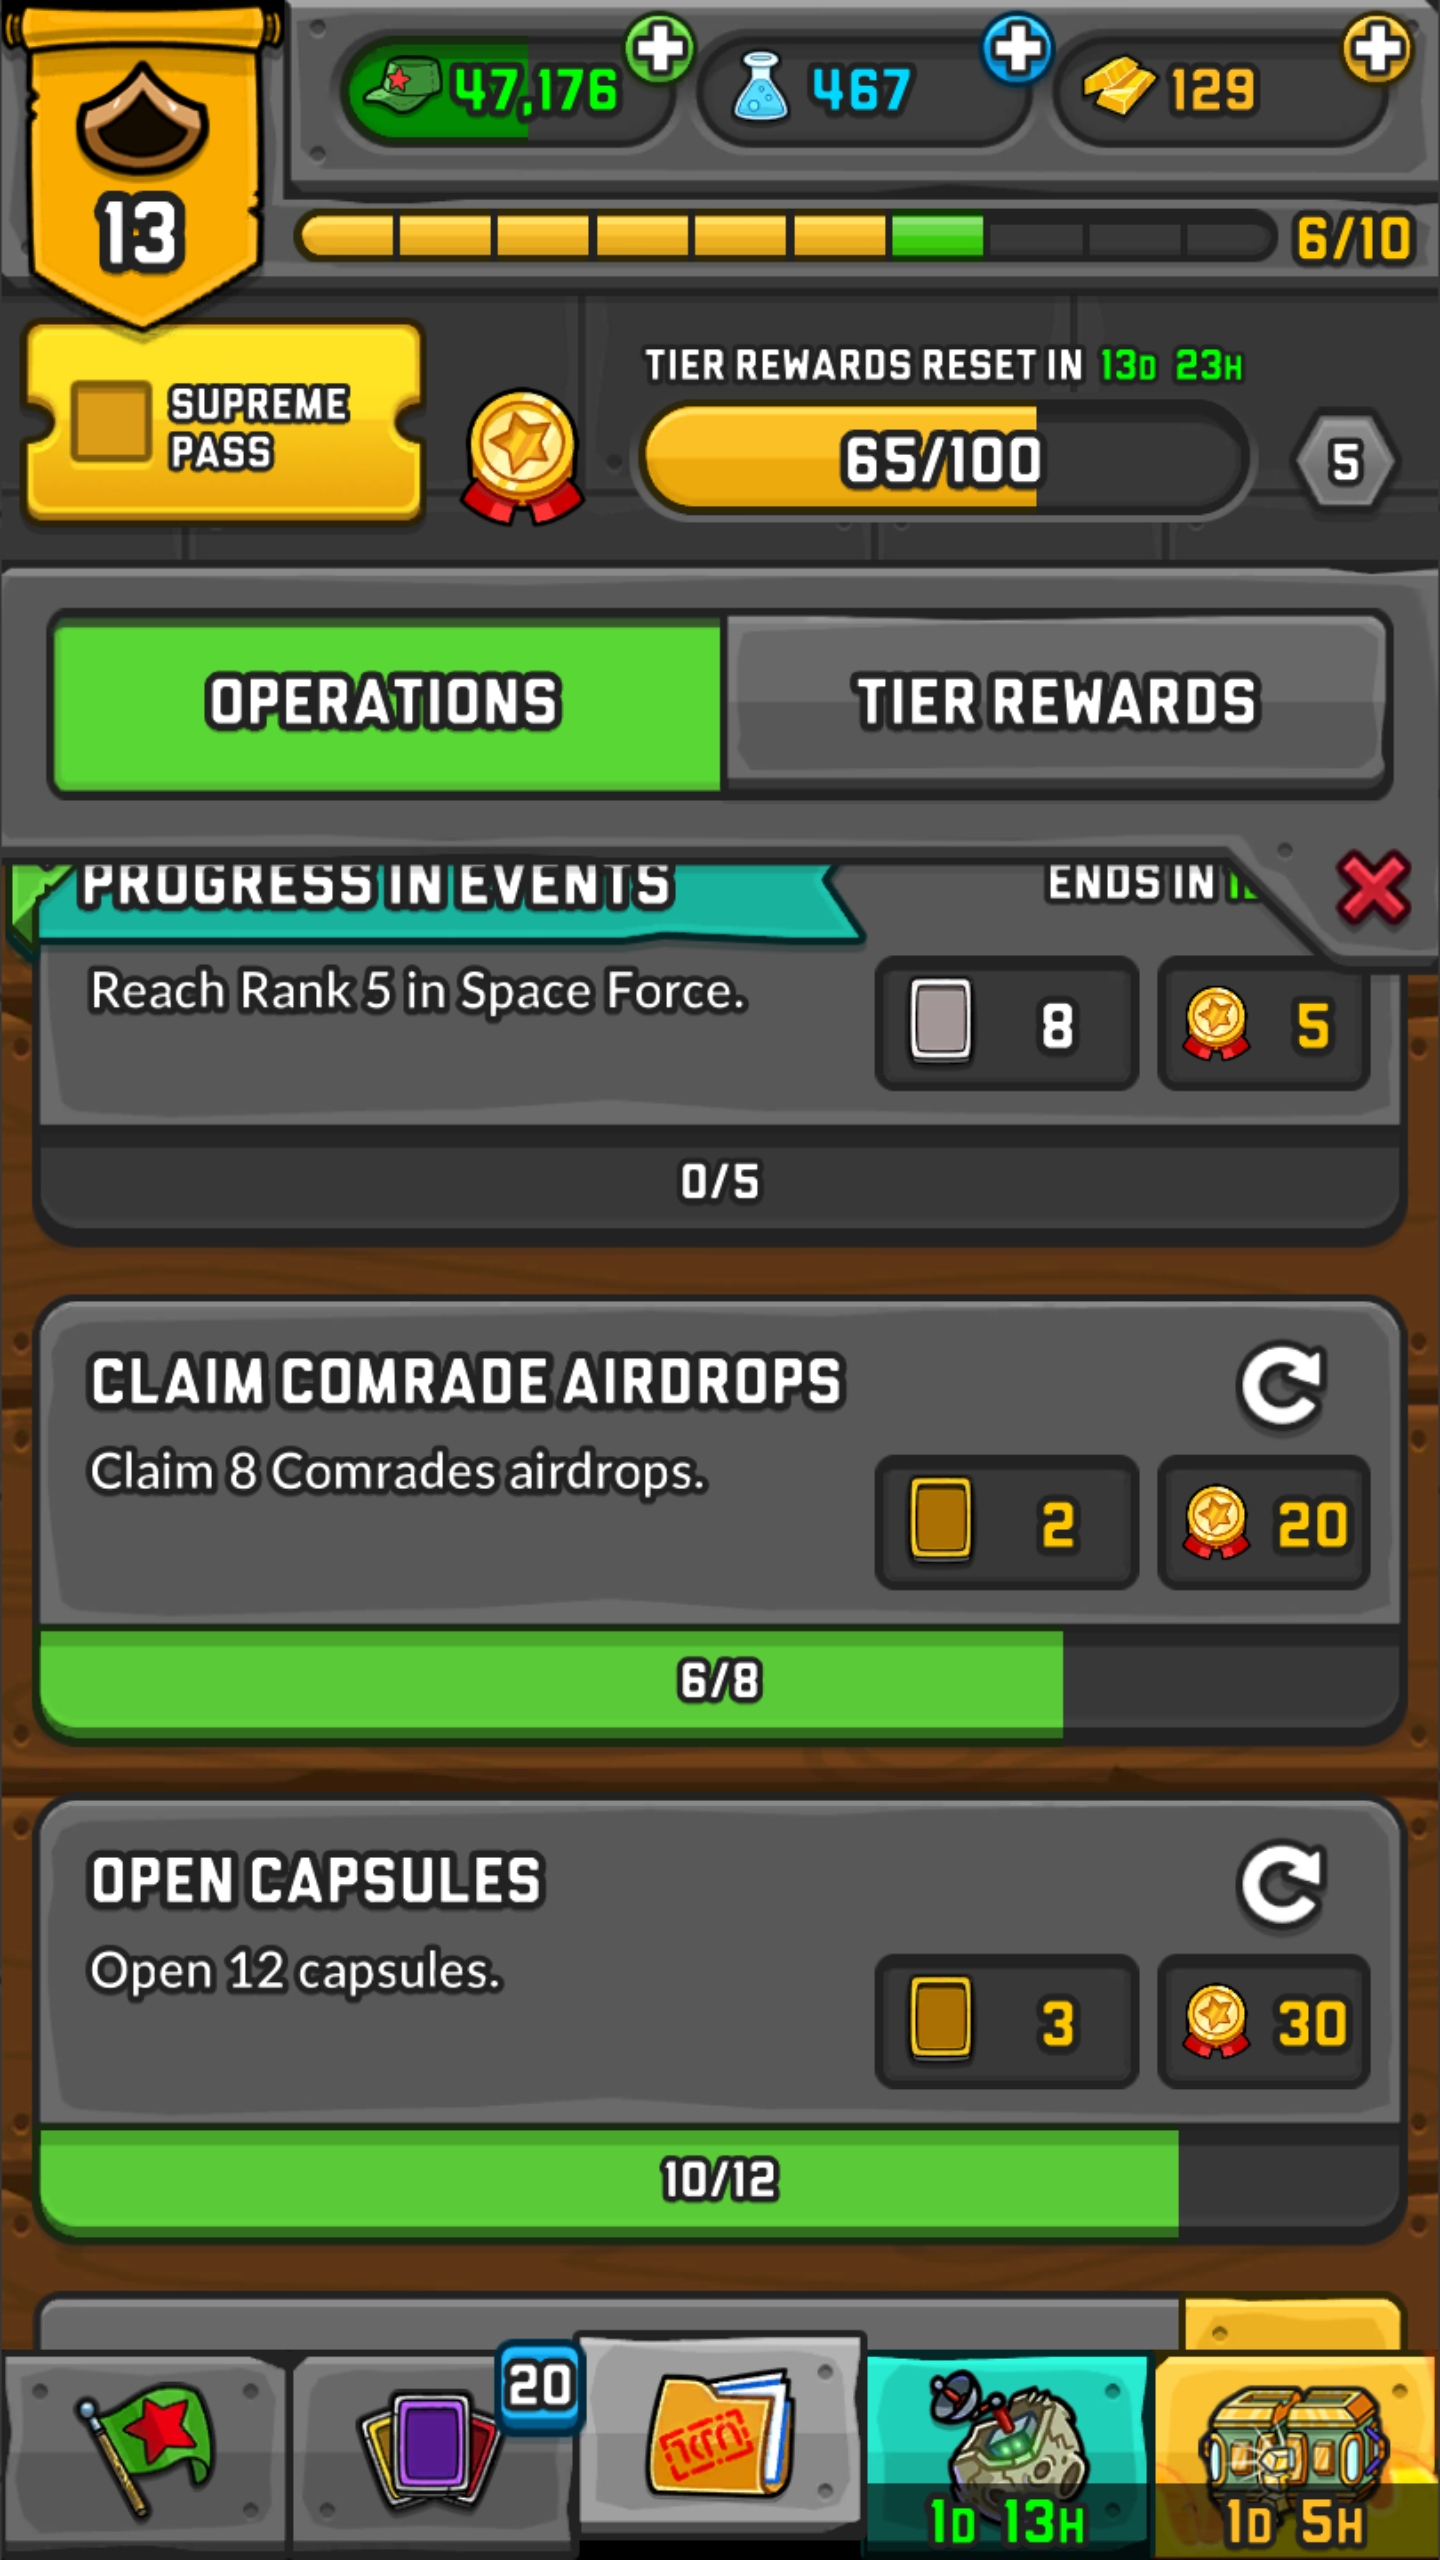 47,176
467
129
13
6/10
TIER REWARDS RESET IN 13D 23H
SUPREME
PASS
65/100
5
OPERATIONS
TIER REWARDS
PROGRESS IN EVENTS
ENDS IN
Reach Rank 5 in Space Force.
8
5
0/5
CLAIM COMRADE AIRDROPS
Claim 8 Comrades airdrops.
2
20
6/8
OPEN CAPSULES
Open 12 capsules.
3
30
10/12
20
1D 13H
1D 5H